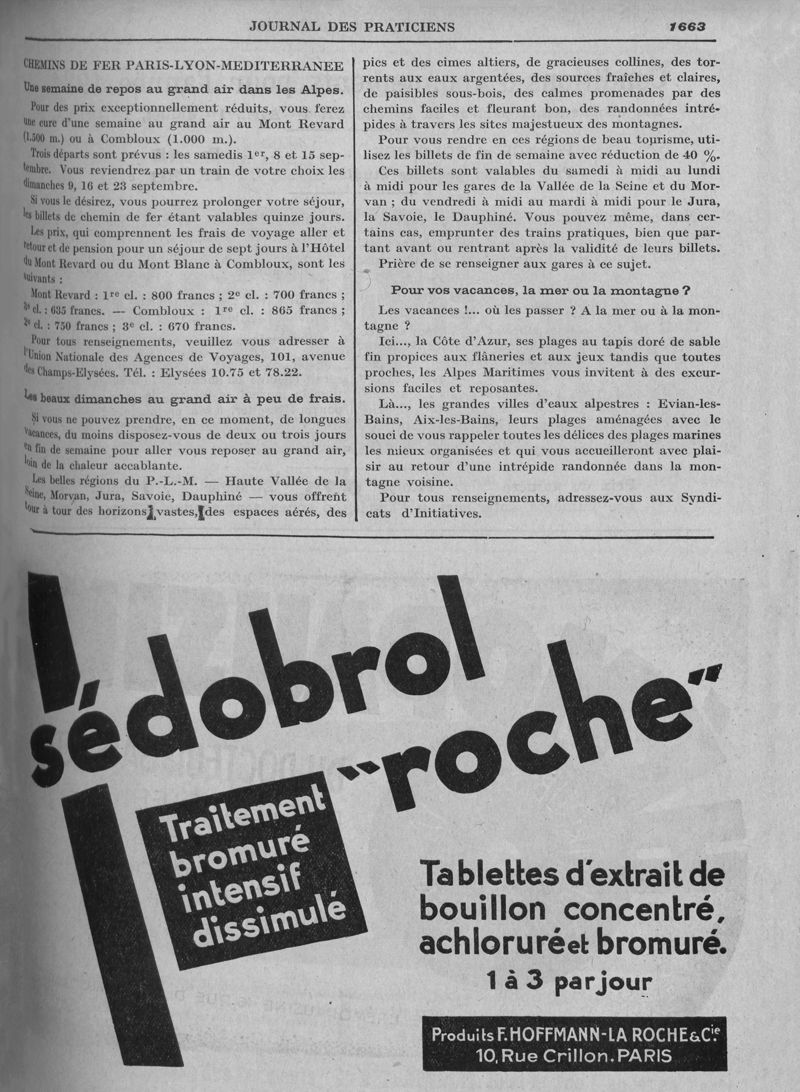 JOURNAL DES PRATICIENS
1663
CHEMINS DE FER PARIS-LYON-MEDITERRANEE
Une semaine de repos au grand air dans les Alpes.
Pour des prix exceptionnellement réduits, vous ferez
une cure d'une semaine au grand air au Mont Revard
(1.500 m.) ou à Combloux (1.000 m.).
Trois départs sont prévus : les samedis 1er, 8 et 15 sep-
tembre. Vous reviendrez par un train de votre choix les
dimanches 9, 16 et 23 septembre.
Si vous le désirez, vous pourrez prolonger votre séjour,
les billets de chemin de fer étant valables quinze jours.
Les prix, qui comprennent les frais de voyage aller et
retour et de pension pour un séjour de sept jours à l'Hôtel
du Mont Revard ou du Mont Blanc à Combloux, sont les
suivants :
Mont Revard : 1re cl. : 800 francs ; 2e cl. : 700 francs ;
3e cl. : 635 francs. — Combloux : 1re cl. : 865 francs ;
2e cl. : 750 francs ; 3e cl. : 670 francs.
Pour tous renseignements, veuillez vous adresser à
l'Union Nationale des Agences de Voyages, 101, avenue
des Champs-Elysées. Tél. : Elysées 10.75 et 78.22.
Les beaux dimanches au grand air à peu de frais.
Si vous ne pouvez prendre, en ce moment, de longues
vacances, du moins disposez-vous de deux ou trois jours
en fin de semaine pour aller vous reposer au grand air,
loin de la chaleur accablante.
Les belles régions du P.-L.-M. — Haute Vallée de la
Seine, Morvan, Jura, Savoie, Dauphiné — vous offrent
tour à tour des horizons vastes, des espaces aérés, des
pics et des cimes altiers, de gracieuses collines, des tor-
rents aux eaux argentées, des sources fraîches et claires,
de paisibles sous-bois, des calmes promenades par des
chemins faciles et fleurant bon, des randonnées intré-
pides à travers les sites majestueux des montagnes.
Pour vous rendre en ces régions de beau tourisme, uti-
lisez les billets de fin de semaine avec réduction de 40 %.
Ces billets sont valables du samedi à midi au lundi
à midi pour les gares de la Vallée de la Seine et du Mor-
van ; du vendredi à midi au mardi à midi pour le Jura,
la Savoie, le Dauphiné. Vous pouvez même, dans cer-
tains cas, emprunter des trains pratiques, bien que par-
tant avant ou rentrant après la validité de leurs billets.
Prière de se renseigner aux gares à ce sujet.
Pour vos vacances, la mer ou la montagne ?
Les vacances !... où les passer ? A la mer ou à la mon-
tagne ?
Ici..., la Côte d'Azur, ses plages au tapis doré de sable
fin propices aux flâneries et aux jeux tandis que toutes
proches, les Alpes Maritimes vous invitent à des excur-
sions faciles et reposantes.
Là..., les grandes villes d'eaux alpestres : Evian-les-
Bains, Aix-les-Bains, leurs plages aménagées avec le
souci de vous rappeler toutes les délices des plages marines
les mieux organisées et qui vous accueilleront avec plai-
sir au retour d'une intrépide randonnée dans la mon-
tagne voisine.
Pour tous renseignements, adressez-vous aux Syndi-
cats d'Initiatives.
sédobrol
"roche"
Traitement
bromuré
intensif
dissimulé
Tablettes d'extrait de
bouillon concentré,
achloruré et bromuré.
1 à 3 par jour
Produits F. HOFFMANN-LA ROCHE & Cie
10, Rue Crillon. PARIS